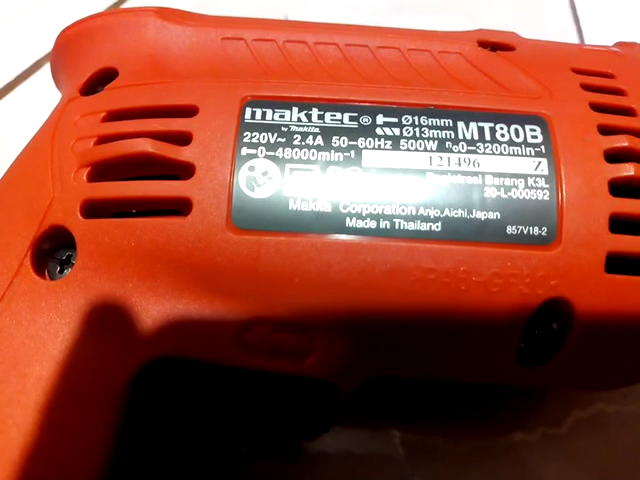 maktec® Ø16mm
by makita Ø13mm MT80B
220V~ 2.4A 50-60Hz 500W n₀0-3200min⁻¹
0-48000min⁻¹ 121496 Z
Registrasi Barang K3L
20-L-000592
Makita Corporation Anjo,Aichi,Japan
Made in Thailand 857V18-2